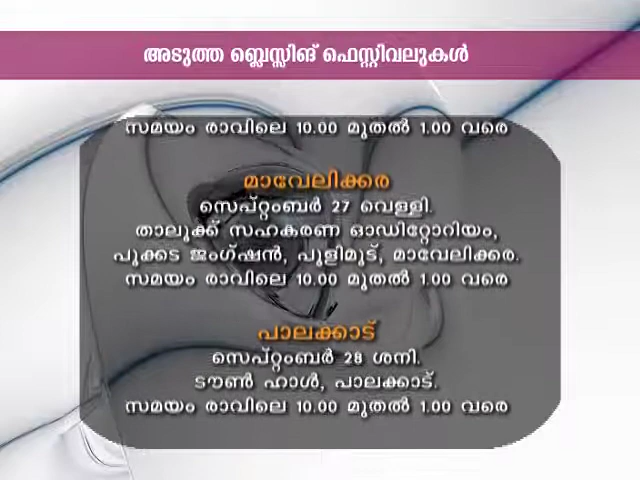 അടുത്ത ബ്ലെസ്സിങ് ഫെസ്റ്റിവലുകൾ
സമയം രാവിലെ 10.00 മുതൽ 1.00 വരെ
മാവേലിക്കര
സെപ്റ്റംബർ 27 വെള്ളി.
താലൂക്ക് സഹകരണ ഓഡിറ്റോറിയം,
പൂക്കട ജംഗ്ഷൻ, പുളിമൂട്, മാവേലിക്കര.
സമയം രാവിലെ 10.00 മുതൽ 1.00 വരെ
പാലക്കാട്
സെപ്റ്റംബർ 28 ശനി.
ടൗൺ ഹാൾ, പാലക്കാട്.
സമയം രാവിലെ 10.00 മുതൽ 1.00 വരെ